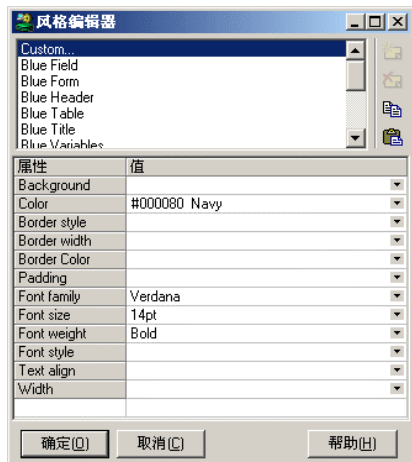 风格编辑器
Custom...
Blue Field
Blue Form
Blue Header
Blue Table
Blue Title
Blue Variables
属性 值
Background
Color #000080 Navy
Border style
Border width
Border Color
Padding
Font family Verdana
Font size 14pt
Font weight Bold
Font style
Text align
Width
确定(O) 取消(C) 帮助(H)